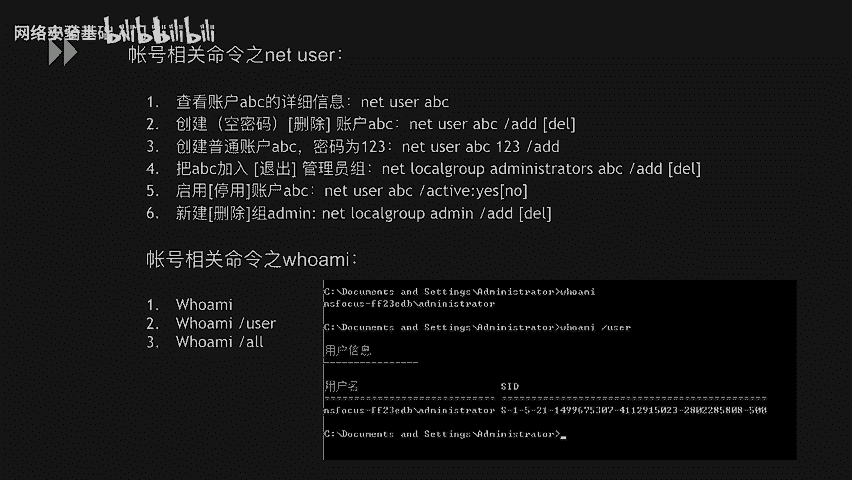 网络安全基础入门 bilibili bilibili
帐号相关命令之net user：
1. 查看账户abc的详细信息：net user abc
2. 创建（空密码）[删除] 账户abc：net user abc /add [del]
3. 创建普通账户abc，密码为123：net user abc 123 /add
4. 把abc加入 [退出] 管理员组：net localgroup administrators abc /add [del]
5. 启用[停用]账户abc：net user abc /active:yes[no]
6. 新建[删除]组admin: net localgroup admin /add [del]
帐号相关命令之whoami：
1. Whoami
2. Whoami /user
3. Whoami /all
C:\Documents and Settings\Administrator>whoami
nsfocus-ff23edb\administrator
C:\Documents and Settings\Administrator>whoami /user
用户信息
----------------
用户名 SID
=========================== ==========================================
nsfocus-ff23edb\administrator S-1-5-21-1499675307-4112915023-2802285808-500
C:\Documents and Settings\Administrator>_